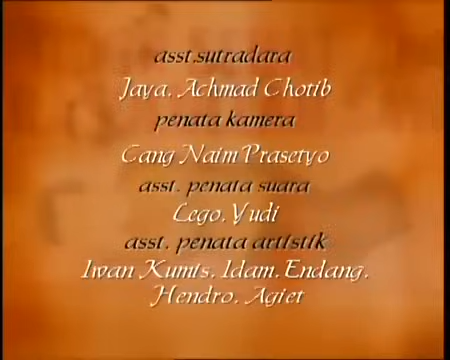 asst.sutradara
Jaya, Achmad Chotib
penata kamera
Cang Naim Prasetyo
asst. penata suara
Lego, Yudi
asst. penata artistik
Iwan Kumis, Idam, Endang,
Hendro, Agiet